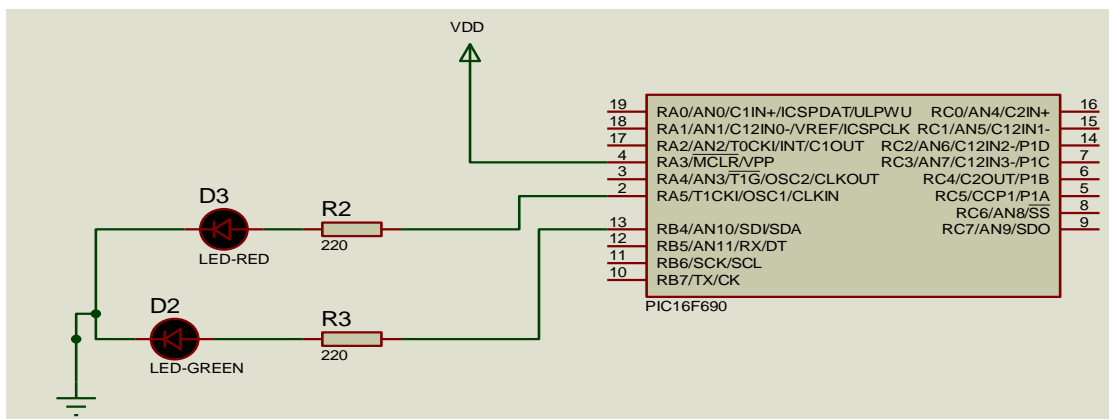 VDD
19 RA0/AN0/C1IN+/ICSPDAT/ULPWU RC0/AN4/C2IN+ 16
18 RA1/AN1/C12IN0-/VREF/ICSPCLK RC1/AN5/C12IN1- 15
17 RA2/AN2/T0CKI/INT/C1OUT RC2/AN6/C12IN2-/P1D 14
4 RA3/MCLR/VPP RC3/AN7/C12IN3-/P1C 7
3 RA4/AN3/T1G/OSC2/CLKOUT RC4/C2OUT/P1B 6
2 RA5/T1CKI/OSC1/CLKIN RC5/CCP1/P1A 5
RC6/AN8/SS 8
13 RB4/AN10/SDI/SDA RC7/AN9/SDO 9
12 RB5/AN11/RX/DT
11 RB6/SCK/SCL
10 RB7/TX/CK
PIC16F690
D3
LED-RED
R2
220
D2
LED-GREEN
R3
220